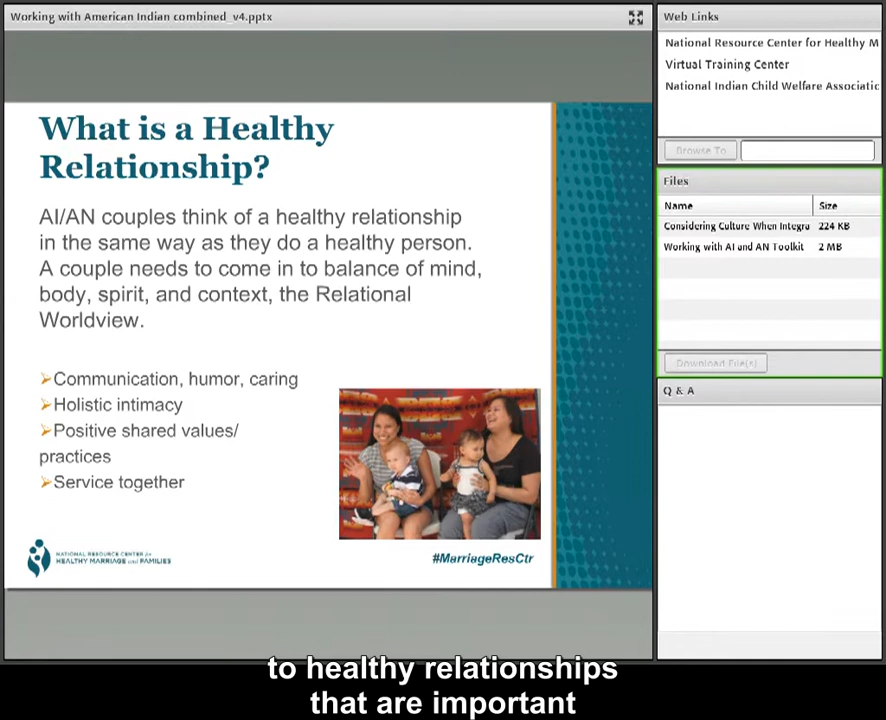 Working with American Indian combined_v4.pptx
What is a Healthy
Relationship?
AI/AN couples think of a healthy relationship
in the same way as they do a healthy person.
A couple needs to come in to balance of mind,
body, spirit, and context, the Relational
Worldview.
➢Communication, humor, caring
➢Holistic intimacy
➢Positive shared values/
practices
➢Service together
NATIONAL RESOURCE CENTER for
HEALTHY MARRIAGE and FAMILIES
#MarriageResCtr
Web Links
National Resource Center for Healthy M
Virtual Training Center
National Indian Child Welfare Associatic
Browse To
Files
Name Size
Considering Culture When Integra 224 KB
Working with AI and AN Toolkit 2 MB
Download File(s)
Q & A
to healthy relationships
that are important